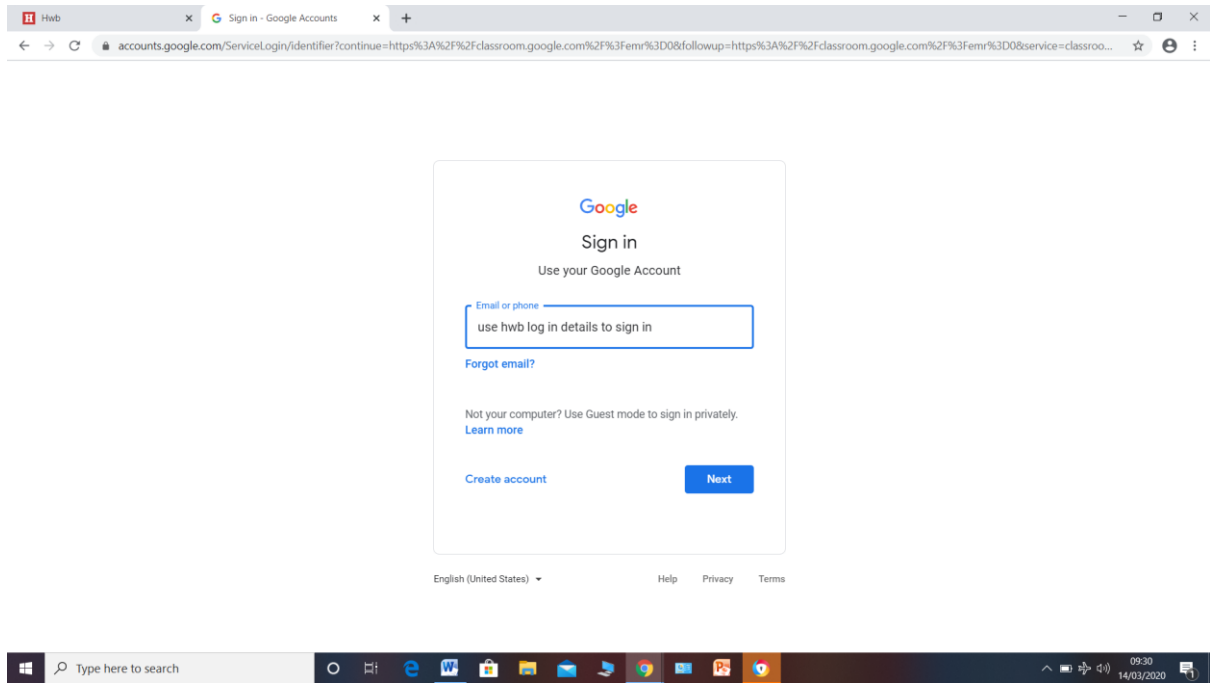 Hwb
Sign in - Google Accounts
accounts.google.com/ServiceLogin/identifier?continue=https%3A%2F%2Fclassroom.google.com%2F%3Femr%3D0&followup=https%3A%2F%2Fclassroom.google.com%2F%3Femr%3D0&service=classroo...
Google
Sign in
Use your Google Account
Email or phone
use hwb log in details to sign in
Forgot email?
Not your computer? Use Guest mode to sign in privately.
Learn more
Create account Next
English (United States) Help Privacy Terms
Type here to search
09:30
14/03/2020